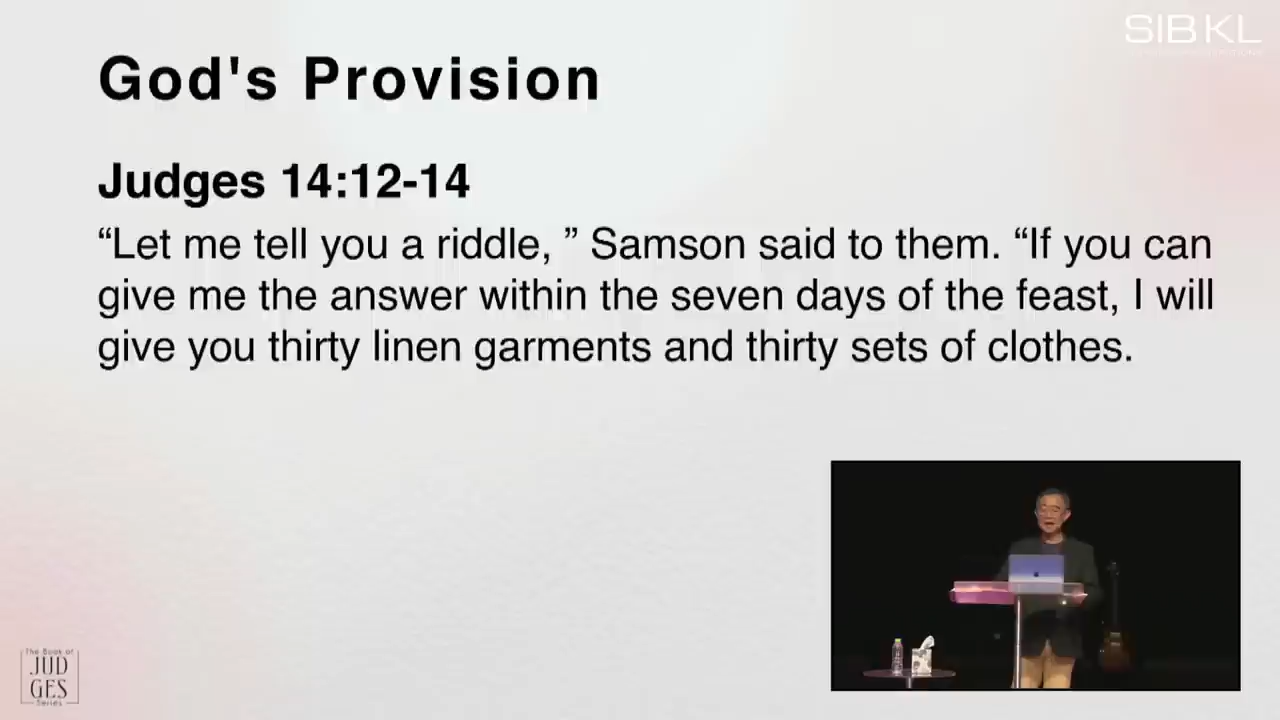 SIBKL
God's Provision
Judges 14:12-14
“Let me tell you a riddle, ” Samson said to them. “If you can
give me the answer within the seven days of the feast, I will
give you thirty linen garments and thirty sets of clothes.
The Book of
JUD
GES
Series